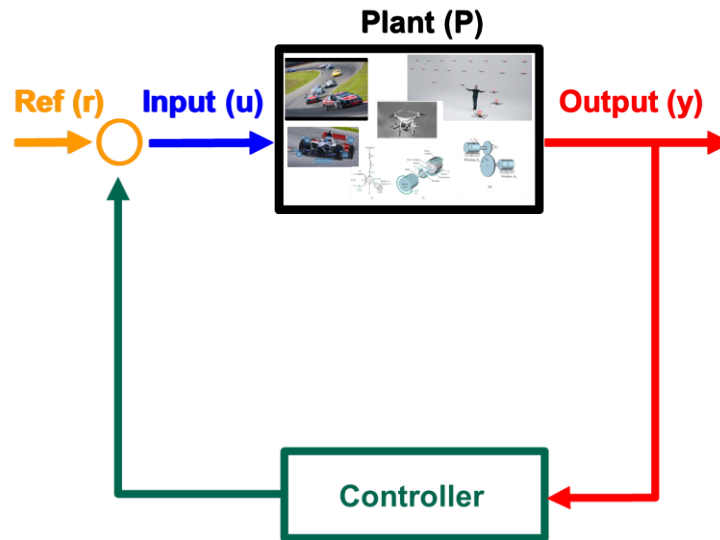 Plant (P)
Ref (r)
Input (u)
Output (y)
Controller